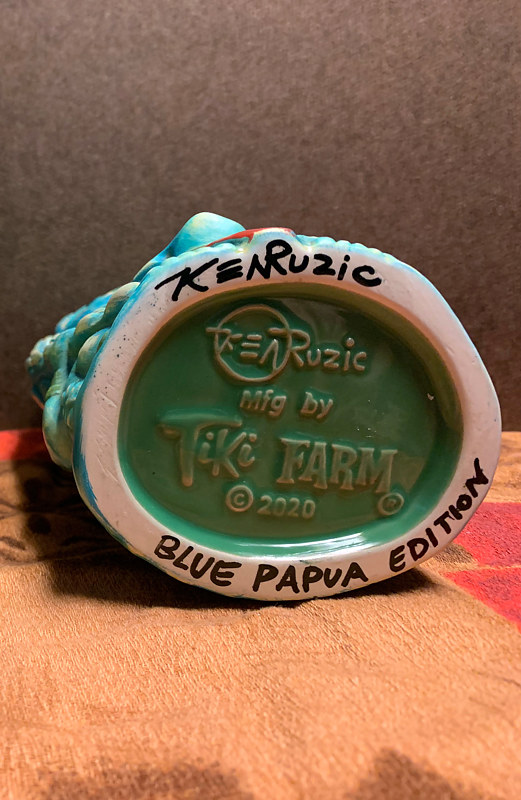 KENRUZIC
KENRUZIC
mfg by
TiKi FARM®
© 2020
BLUE PAPUA EDITION